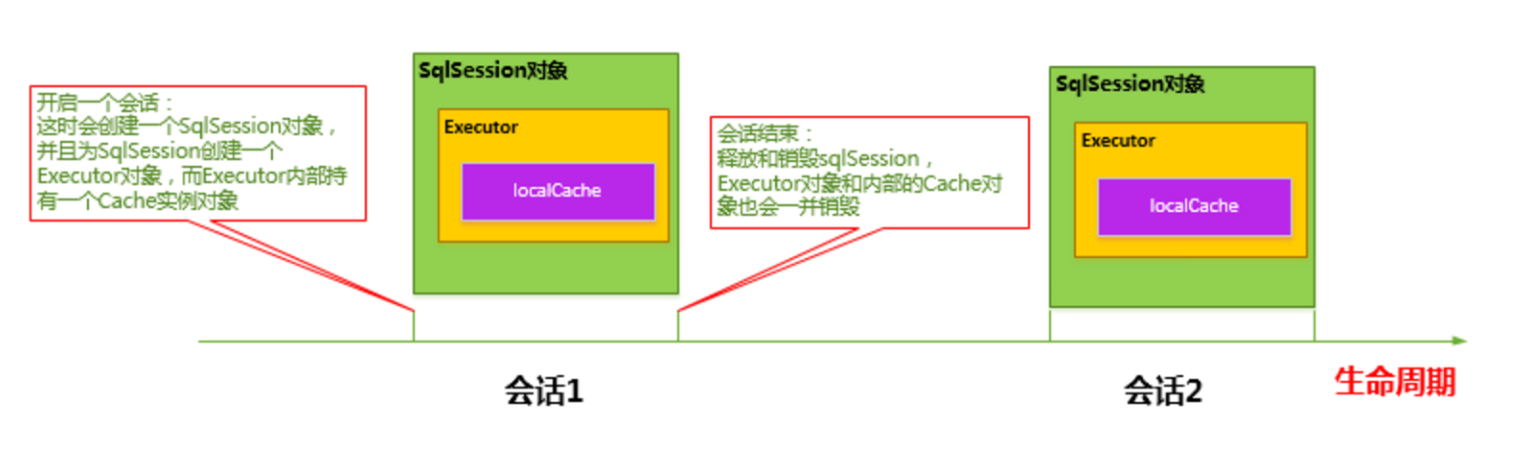 SqlSession对象
开启一个会话：
这时会创建一个SqlSession对象，
并且为SqlSession创建一个
Executor对象，而Executor内部持
有一个Cache实例对象
Executor
localCache
会话结束：
释放和销毁sqlSession，
Executor对象和内部的Cache对
象也会一并销毁
SqlSession对象
Executor
localCache
会话1
会话2
生命周期